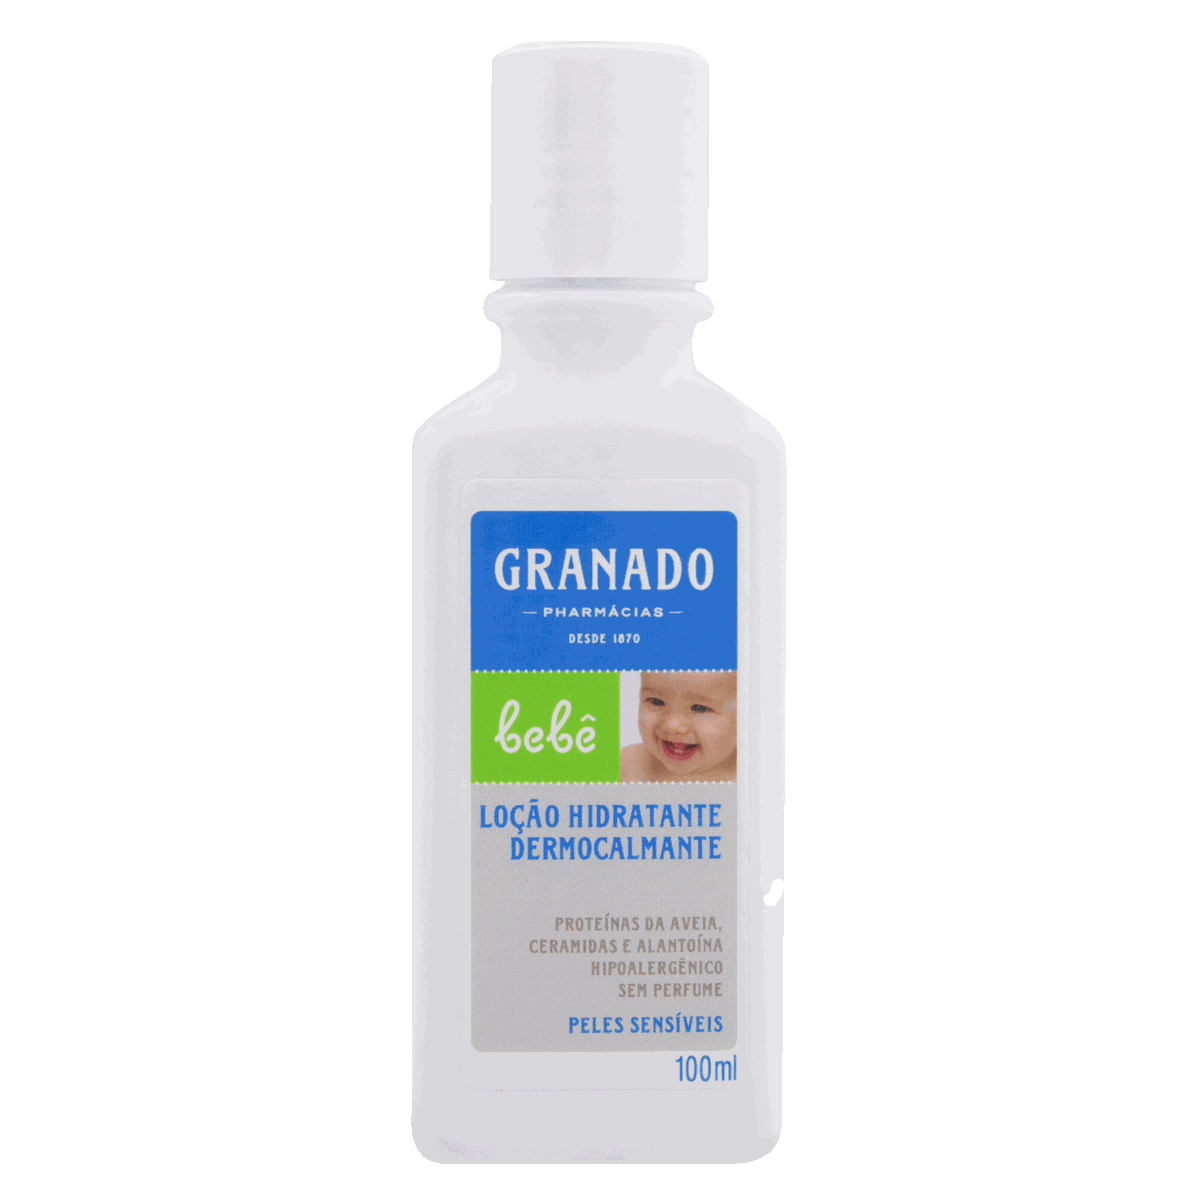 GRANADO
PHARMÁCIAS
DESDE 1870
bebê
LOÇÃO HIDRATANTE
DERMOCALMANTE
PROTEÍNAS DA AVEIA,
CERAMIDAS E ALANTOÍNA
HIPOALERGÊNICO
SEM PERFUME
PELES SENSÍVEIS
100ml